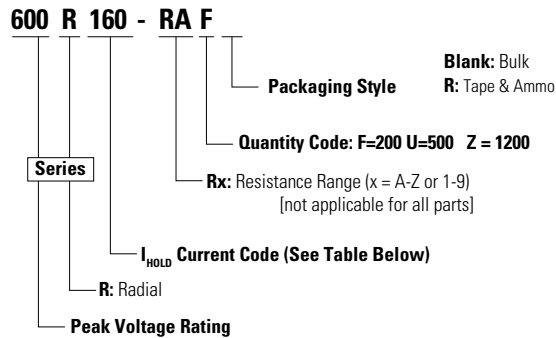 600 R 160 - RA F
Blank: Bulk
Packaging Style
R: Tape & Ammo
Quantity Code: F=200 U=500 Z = 1200
Series
Rx: Resistance Range (x = A-Z or 1-9)
[not applicable for all parts]
IHOLD Current Code (See Table Below)
R: Radial
Peak Voltage Rating